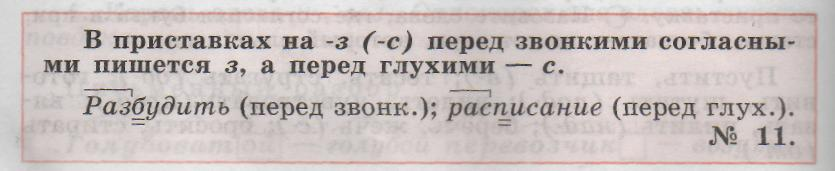 В приставках на -з (-с) перед звонкими согласны-
ми пишется з, а перед глухими — с.
Разбудить (перед звонк.); расписание (перед глух.).
№ 11.